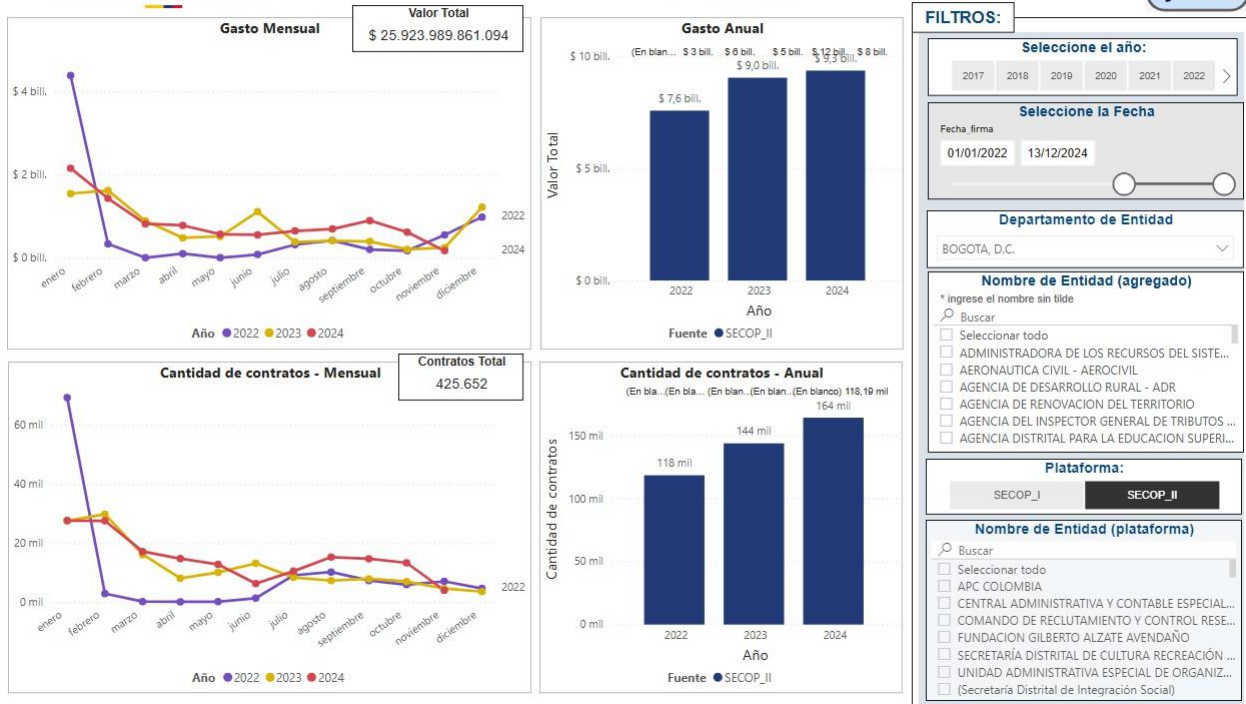 Gasto Mensual
Valor Total
$ 25.923.989.861.094
$ 4 bill.
$ 2 bill.
$ 0 bill.
2022
2024
enero
febrero
marzo
abril
mayo
junio
julio
agosto
septiembre
octubre
noviembre
diciembre
Año 2022 2023 2024
Gasto Anual
(En blan... $ 3 bill. $ 6 bill. $ 5 bill. $ 12 bill. $ 8 bill.
$ 10 bill.
$ 5 bill.
$ 0 bill.
Valor Total
$ 7,6 bill.
$ 9,0 bill.
$ 9,3 bill.
2022
2023
2024
Año
Fuente SECOP_II
Cantidad de contratos - Mensual
Contratos Total
425.652
60 mil
40 mil
20 mil
0 mil
2022
enero
febrero
marzo
abril
mayo
junio
julio
agosto
septiembre
octubre
noviembre
diciembre
Año 2022 2023 2024
Cantidad de contratos - Anual
(En bla...(En bla... (En blan...(En blan...(En blanco) 118,19 mil
150 mil
100 mil
50 mil
0 mil
Cantidad de contratos
118 mil
144 mil
164 mil
2022
2023
2024
Año
Fuente SECOP_II
FILTROS:
Seleccione el año:
2017 2018 2019 2020 2021 2022
Seleccione la Fecha
Fecha_firma
01/01/2022 13/12/2024
Departamento de Entidad
BOGOTA, D.C.
Nombre de Entidad (agregado)
* ingrese el nombre sin tilde
Buscar
Seleccionar todo
ADMINISTRADORA DE LOS RECURSOS DEL SISTE...
AERONAUTICA CIVIL - AEROCIVIL
AGENCIA DE DESARROLLO RURAL - ADR
AGENCIA DE RENOVACION DEL TERRITORIO
AGENCIA DEL INSPECTOR GENERAL DE TRIBUTOS ...
AGENCIA DISTRITAL PARA LA EDUCACION SUPERI...
Plataforma:
SECOP_I SECOP_II
Nombre de Entidad (plataforma)
Buscar
Seleccionar todo
APC COLOMBIA
CENTRAL ADMINISTRATIVA Y CONTABLE ESPECIAL...
COMANDO DE RECLUTAMIENTO Y CONTROL RESE...
FUNDACION GILBERTO ALZATE AVENDAÑO
SECRETARÍA DISTRITAL DE CULTURA RECREACIÓN ...
UNIDAD ADMINISTRATIVA ESPECIAL DE ORGANIZ...
(Secretaría Distrital de Integración Social)